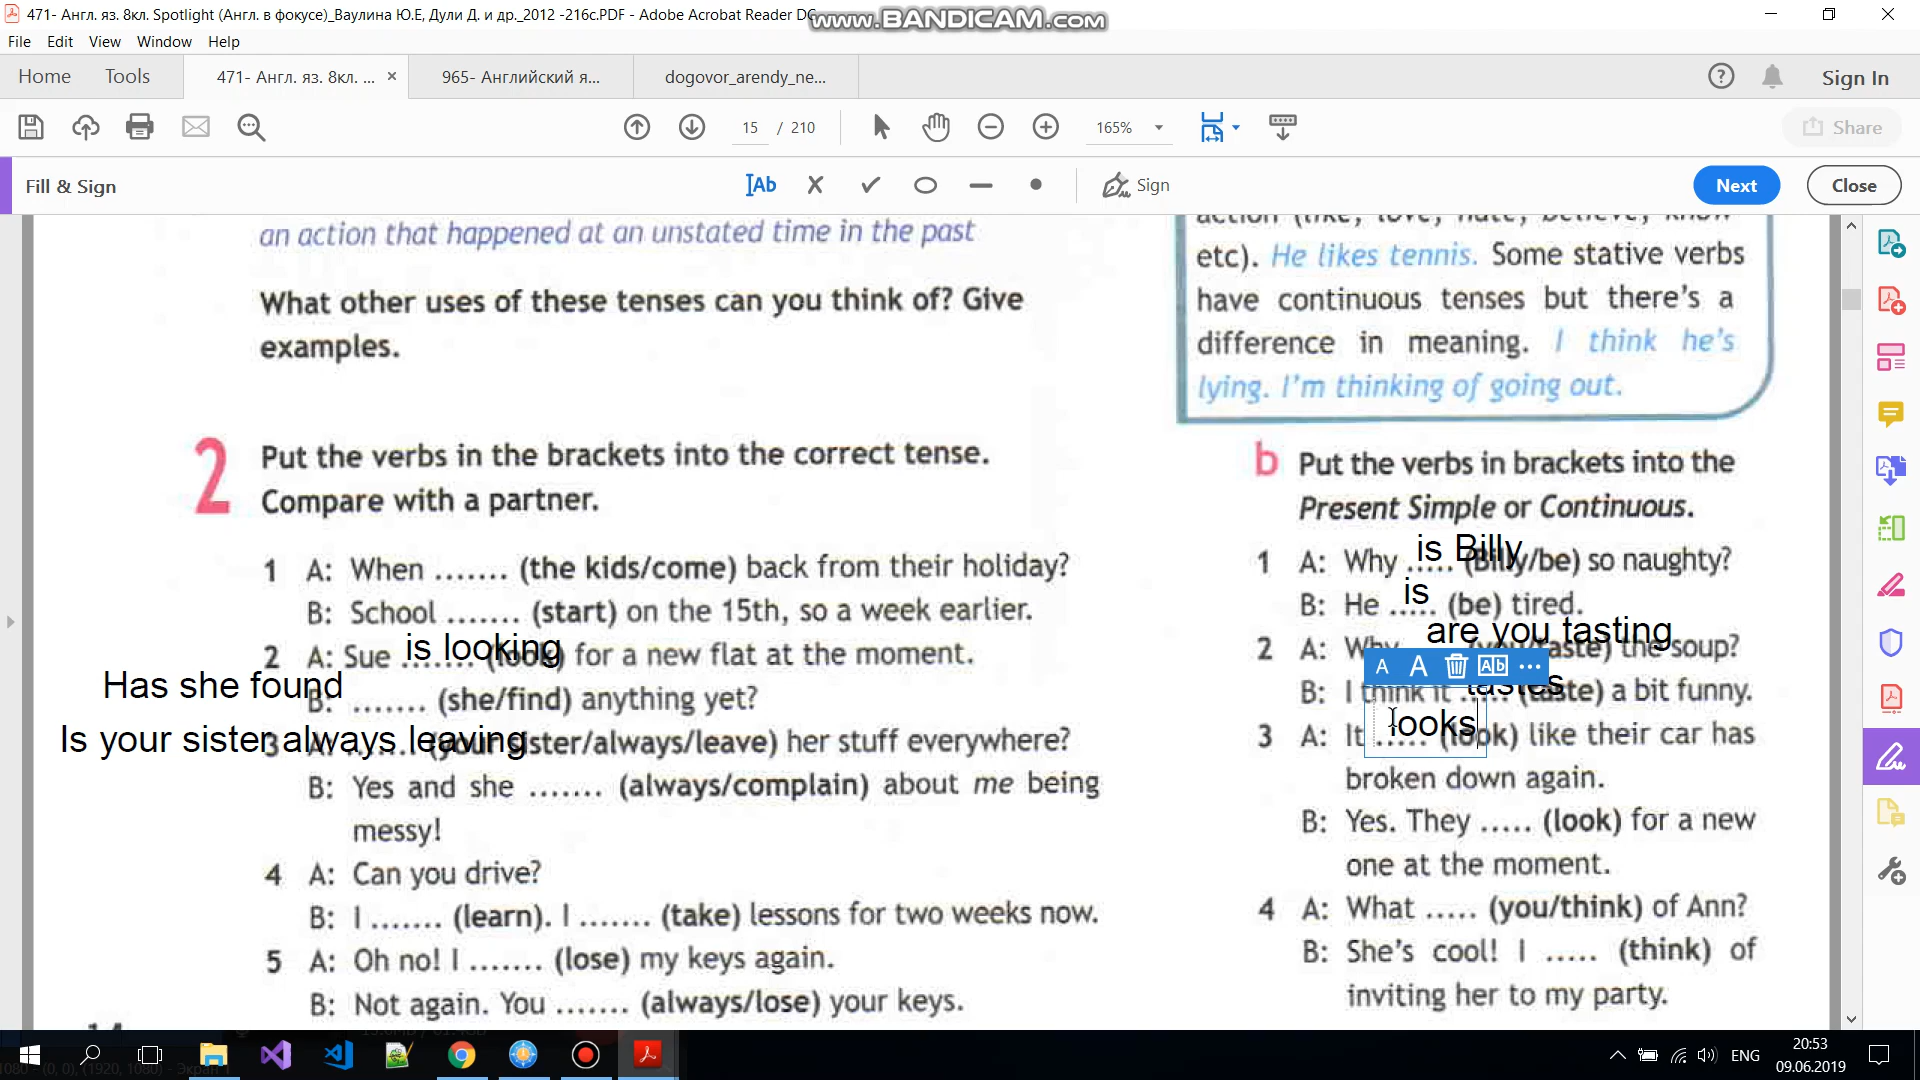 471- Англ. яз. 8кл. Spotlight (Англ. в фокусе)_Ваулина Ю.Е, Дули Д. и др._2012 -216с.PDF - Adobe Acrobat Reader DC
www.BANDICAM.com
File Edit View Window Help
Home Tools 471- Англ. яз. 8кл. ... × 965- Английский я... dogovor_arendy_ne... Sign In
15 / 210 165% Share
Fill & Sign Ab Sign Next Close
an action that happened at an unstated time in the past
What other uses of these tenses can you think of? Give
examples.
action (like, love, hate, believe, know
etc). He likes tennis. Some stative verbs
have continuous tenses but there's a
difference in meaning. I think he's
lying. I'm thinking of going out.
2 Put the verbs in the brackets into the correct tense.
Compare with a partner.
1 A: When ....... (the kids/come) back from their holiday?
B: School ....... (start) on the 15th, so a week earlier.
is looking
2 A: Sue ....... (look) for a new flat at the moment.
Has she found
B: ....... (she/find) anything yet?
Is your sister always leaving
3 A: ....... (your sister/always/leave) her stuff everywhere?
B: Yes and she ....... (always/complain) about me being
messy!
4 A: Can you drive?
B: I ....... (learn). I ....... (take) lessons for two weeks now.
5 A: Oh no! I ....... (lose) my keys again.
B: Not again. You ....... (always/lose) your keys.
b Put the verbs in brackets into the
Present Simple or Continuous.
is Billy
1 A: Why ..... (Billy/be) so naughty?
is
B: He ..... (be) tired.
are you tasting
2 A: Why ..... (you/taste) the soup?
A A Ab ...
tastes
B: I think it ..... (taste) a bit funny.
looks
3 A: It ..... (look) like their car has
broken down again.
B: Yes. They ..... (look) for a new
one at the moment.
4 A: What ..... (you/think) of Ann?
B: She's cool! I ..... (think) of
inviting her to my party.
ENG 20:53
09.06.2019